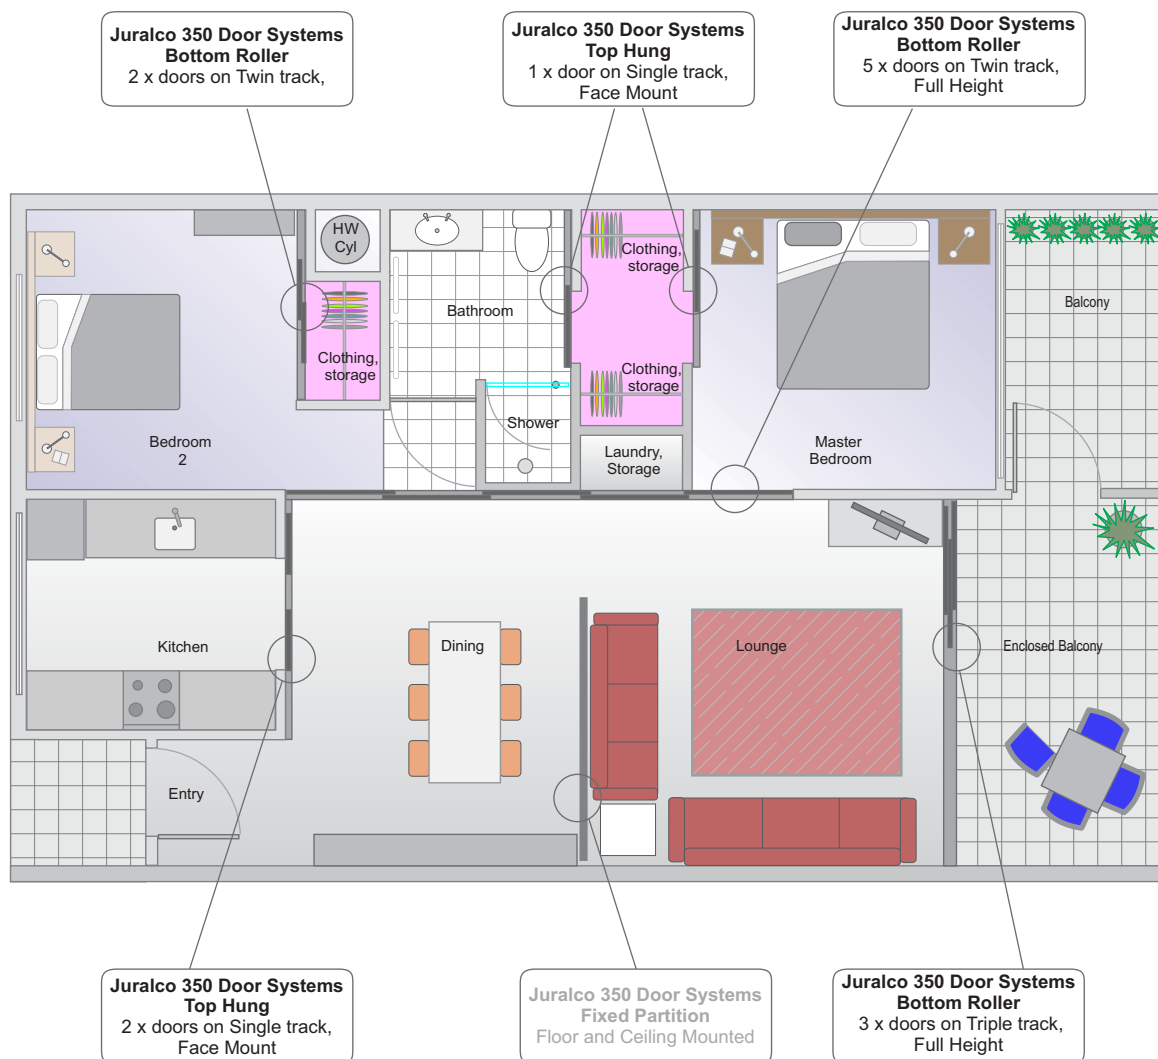 Juralco 350 Door Systems
Bottom Roller
2 x doors on Twin track,
Juralco 350 Door Systems
Top Hung
1 x door on Single track,
Face Mount
Juralco 350 Door Systems
Bottom Roller
5 x doors on Twin track,
Full Height
HW
Cyl
Clothing,
storage
Bathroom
Balcony
Clothing,
storage
Clothing,
storage
Shower
Bedroom
2
Laundry,
Storage
Master
Bedroom
Kitchen
Dining
Lounge
Enclosed Balcony
Entry
Juralco 350 Door Systems
Top Hung
2 x doors on Single track,
Face Mount
Juralco 350 Door Systems
Fixed Partition
Floor and Ceiling Mounted
Juralco 350 Door Systems
Bottom Roller
3 x doors on Triple track,
Full Height